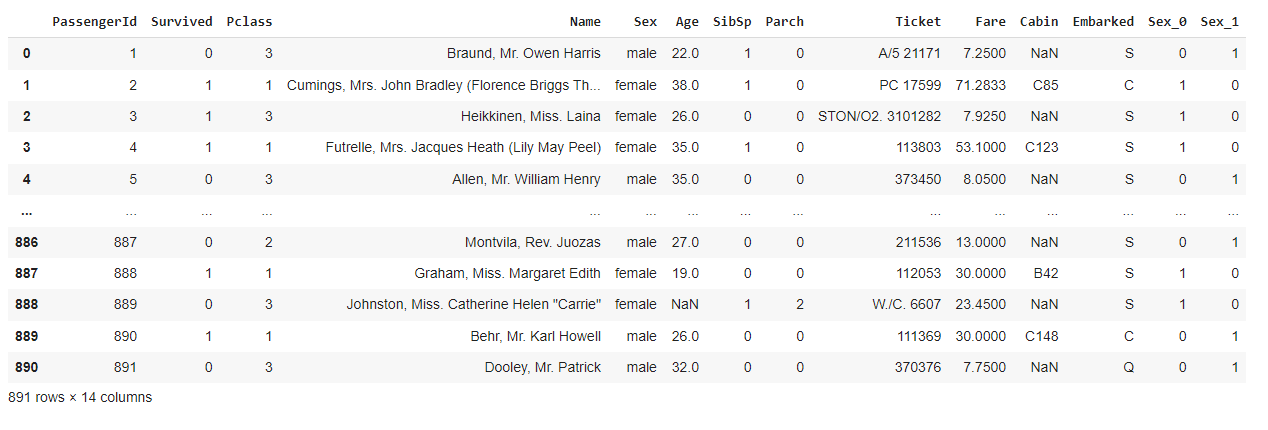 PassengerId Survived Pclass Name Sex Age SibSp Parch Ticket Fare Cabin Embarked Sex_0 Sex_1
0 1 0 3 Braund, Mr. Owen Harris male 22.0 1 0 A/5 21171 7.2500 NaN S 0 1
1 2 1 1 Cumings, Mrs. John Bradley (Florence Briggs Th... female 38.0 1 0 PC 17599 71.2833 C85 C 1 0
2 3 1 3 Heikkinen, Miss. Laina female 26.0 0 0 STON/O2. 3101282 7.9250 NaN S 1 0
3 4 1 1 Futrelle, Mrs. Jacques Heath (Lily May Peel) female 35.0 1 0 113803 53.1000 C123 S 1 0
4 5 0 3 Allen, Mr. William Henry male 35.0 0 0 373450 8.0500 NaN S 0 1
... ... ... ... ... ... ... ... ... ... ... ... ... ... ...
886 887 0 2 Montvila, Rev. Juozas male 27.0 0 0 211536 13.0000 NaN S 0 1
887 888 1 1 Graham, Miss. Margaret Edith female 19.0 0 0 112053 30.0000 B42 S 1 0
888 889 0 3 Johnston, Miss. Catherine Helen "Carrie" female NaN 1 2 W./C. 6607 23.4500 NaN S 1 0
889 890 1 1 Behr, Mr. Karl Howell male 26.0 0 0 111369 30.0000 C148 C 0 1
890 891 0 3 Dooley, Mr. Patrick male 32.0 0 0 370376 7.7500 NaN Q 0 1
891 rows × 14 columns